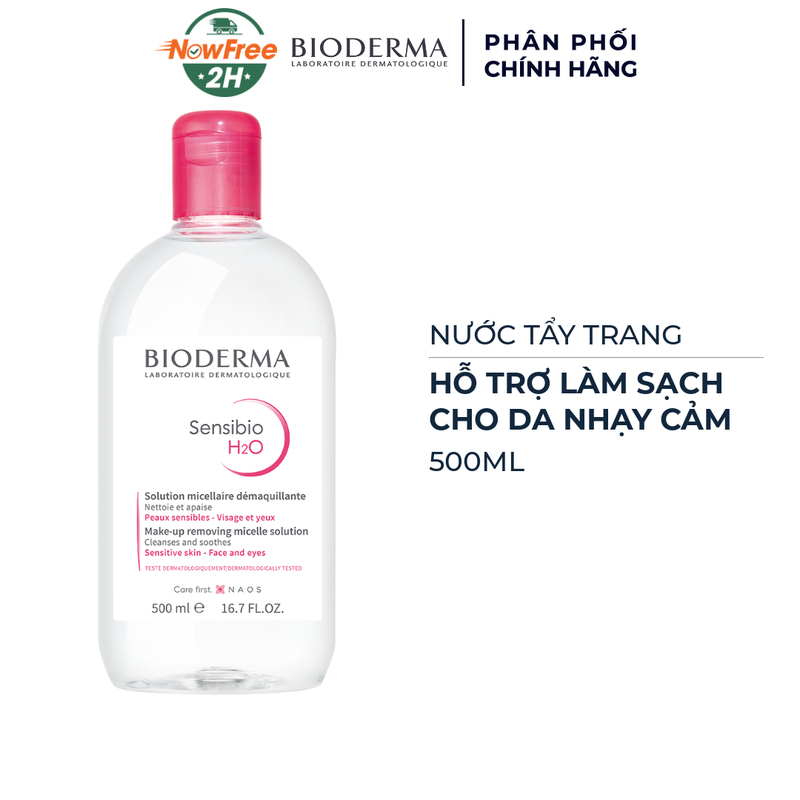 NowFree
2H
BIODERMA
LABORATOIRE DERMATOLOGIQUE
PHÂN PHỐI
CHÍNH HÃNG
BIODERMA
LABORATOIRE DERMATOLOGIQUE
Sensibio
H2O
Solution micellaire démaquillante
Nettoie et apaise
Peaux sensibles - Visage et yeux
Make-up removing micelle solution
Cleanses and soothes
Sensitive skin - Face and eyes
TESTÉ DERMATOLOGIQUEMENT/DERMATOLOGICALLY TESTED
Care first. NAOS
500 ml ℮ 16.7 FL.OZ.
NƯỚC TẨY TRANG
HỖ TRỢ LÀM SẠCH
CHO DA NHẠY CẢM
500ML